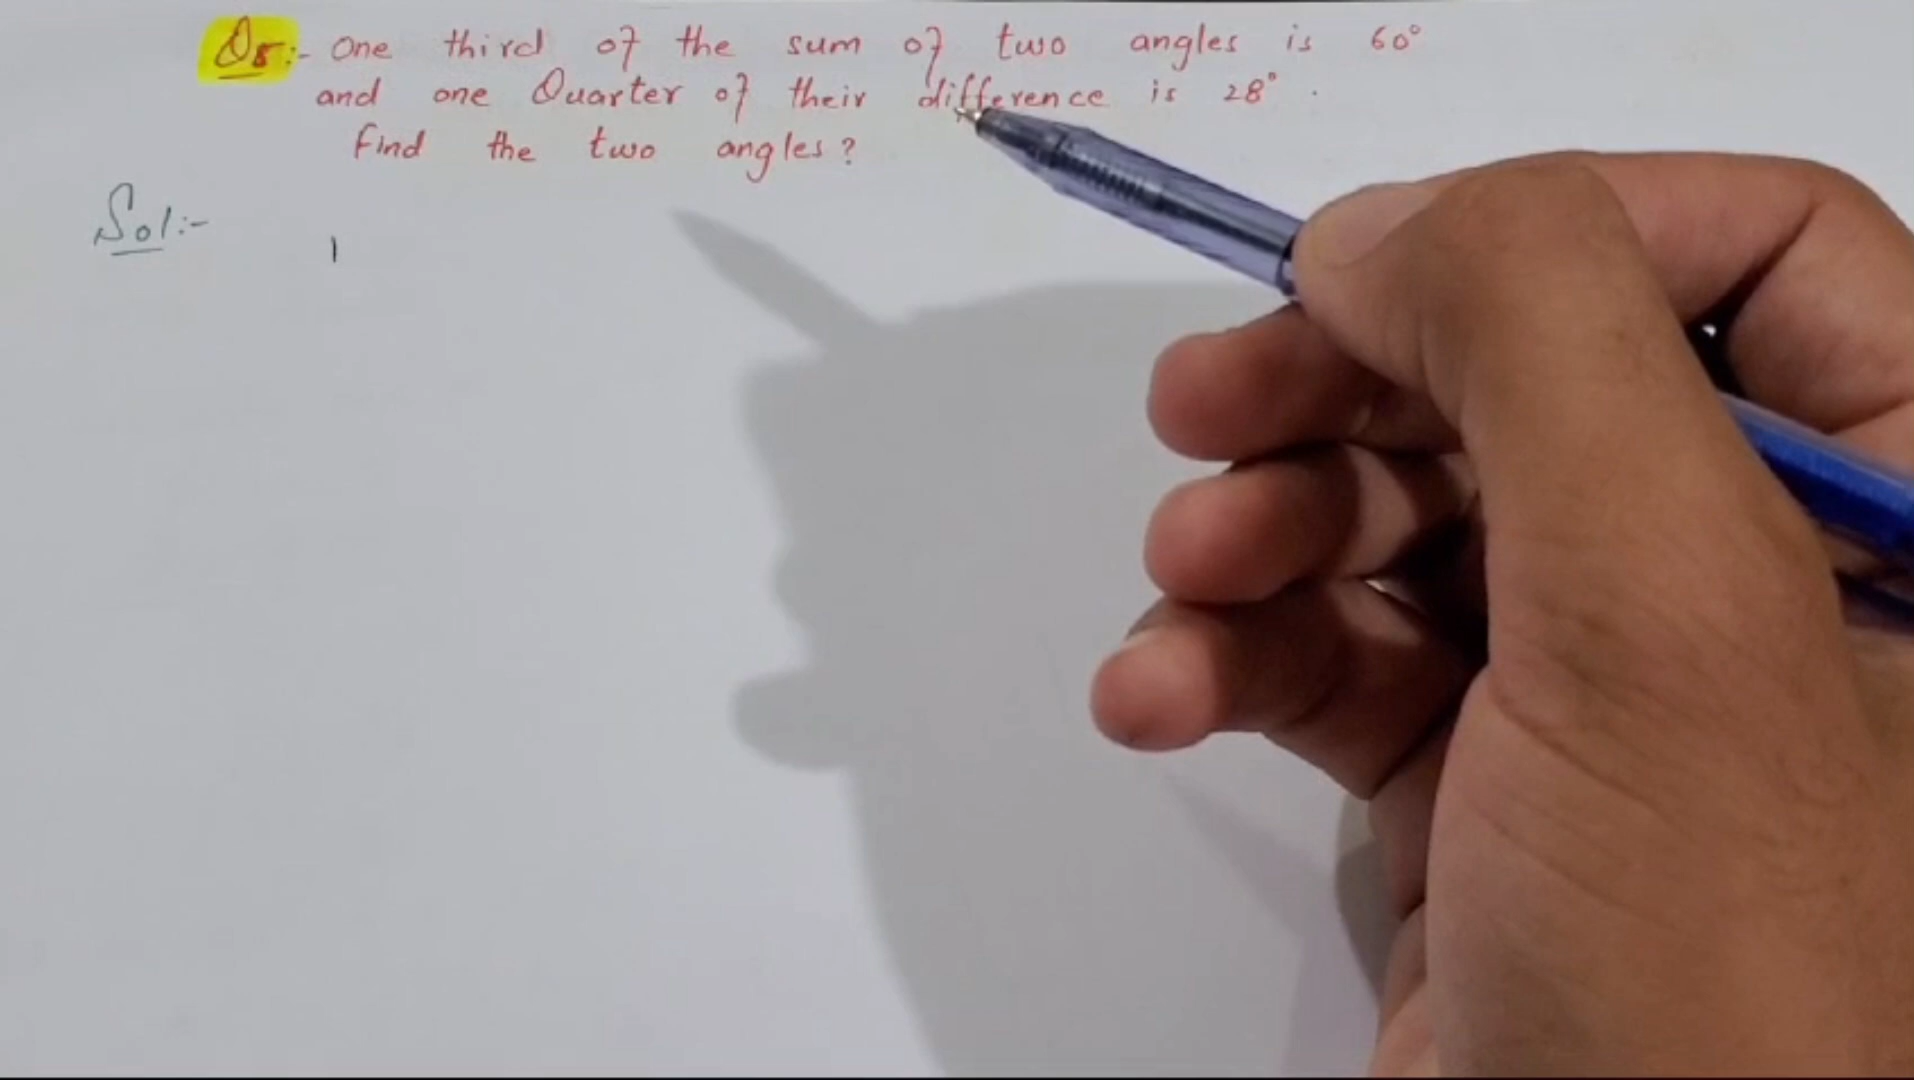 Q5:- One third of the sum of two angles is 60°
and one Quarter of their difference is 28° .
Find the two angles?
Sol:-
1